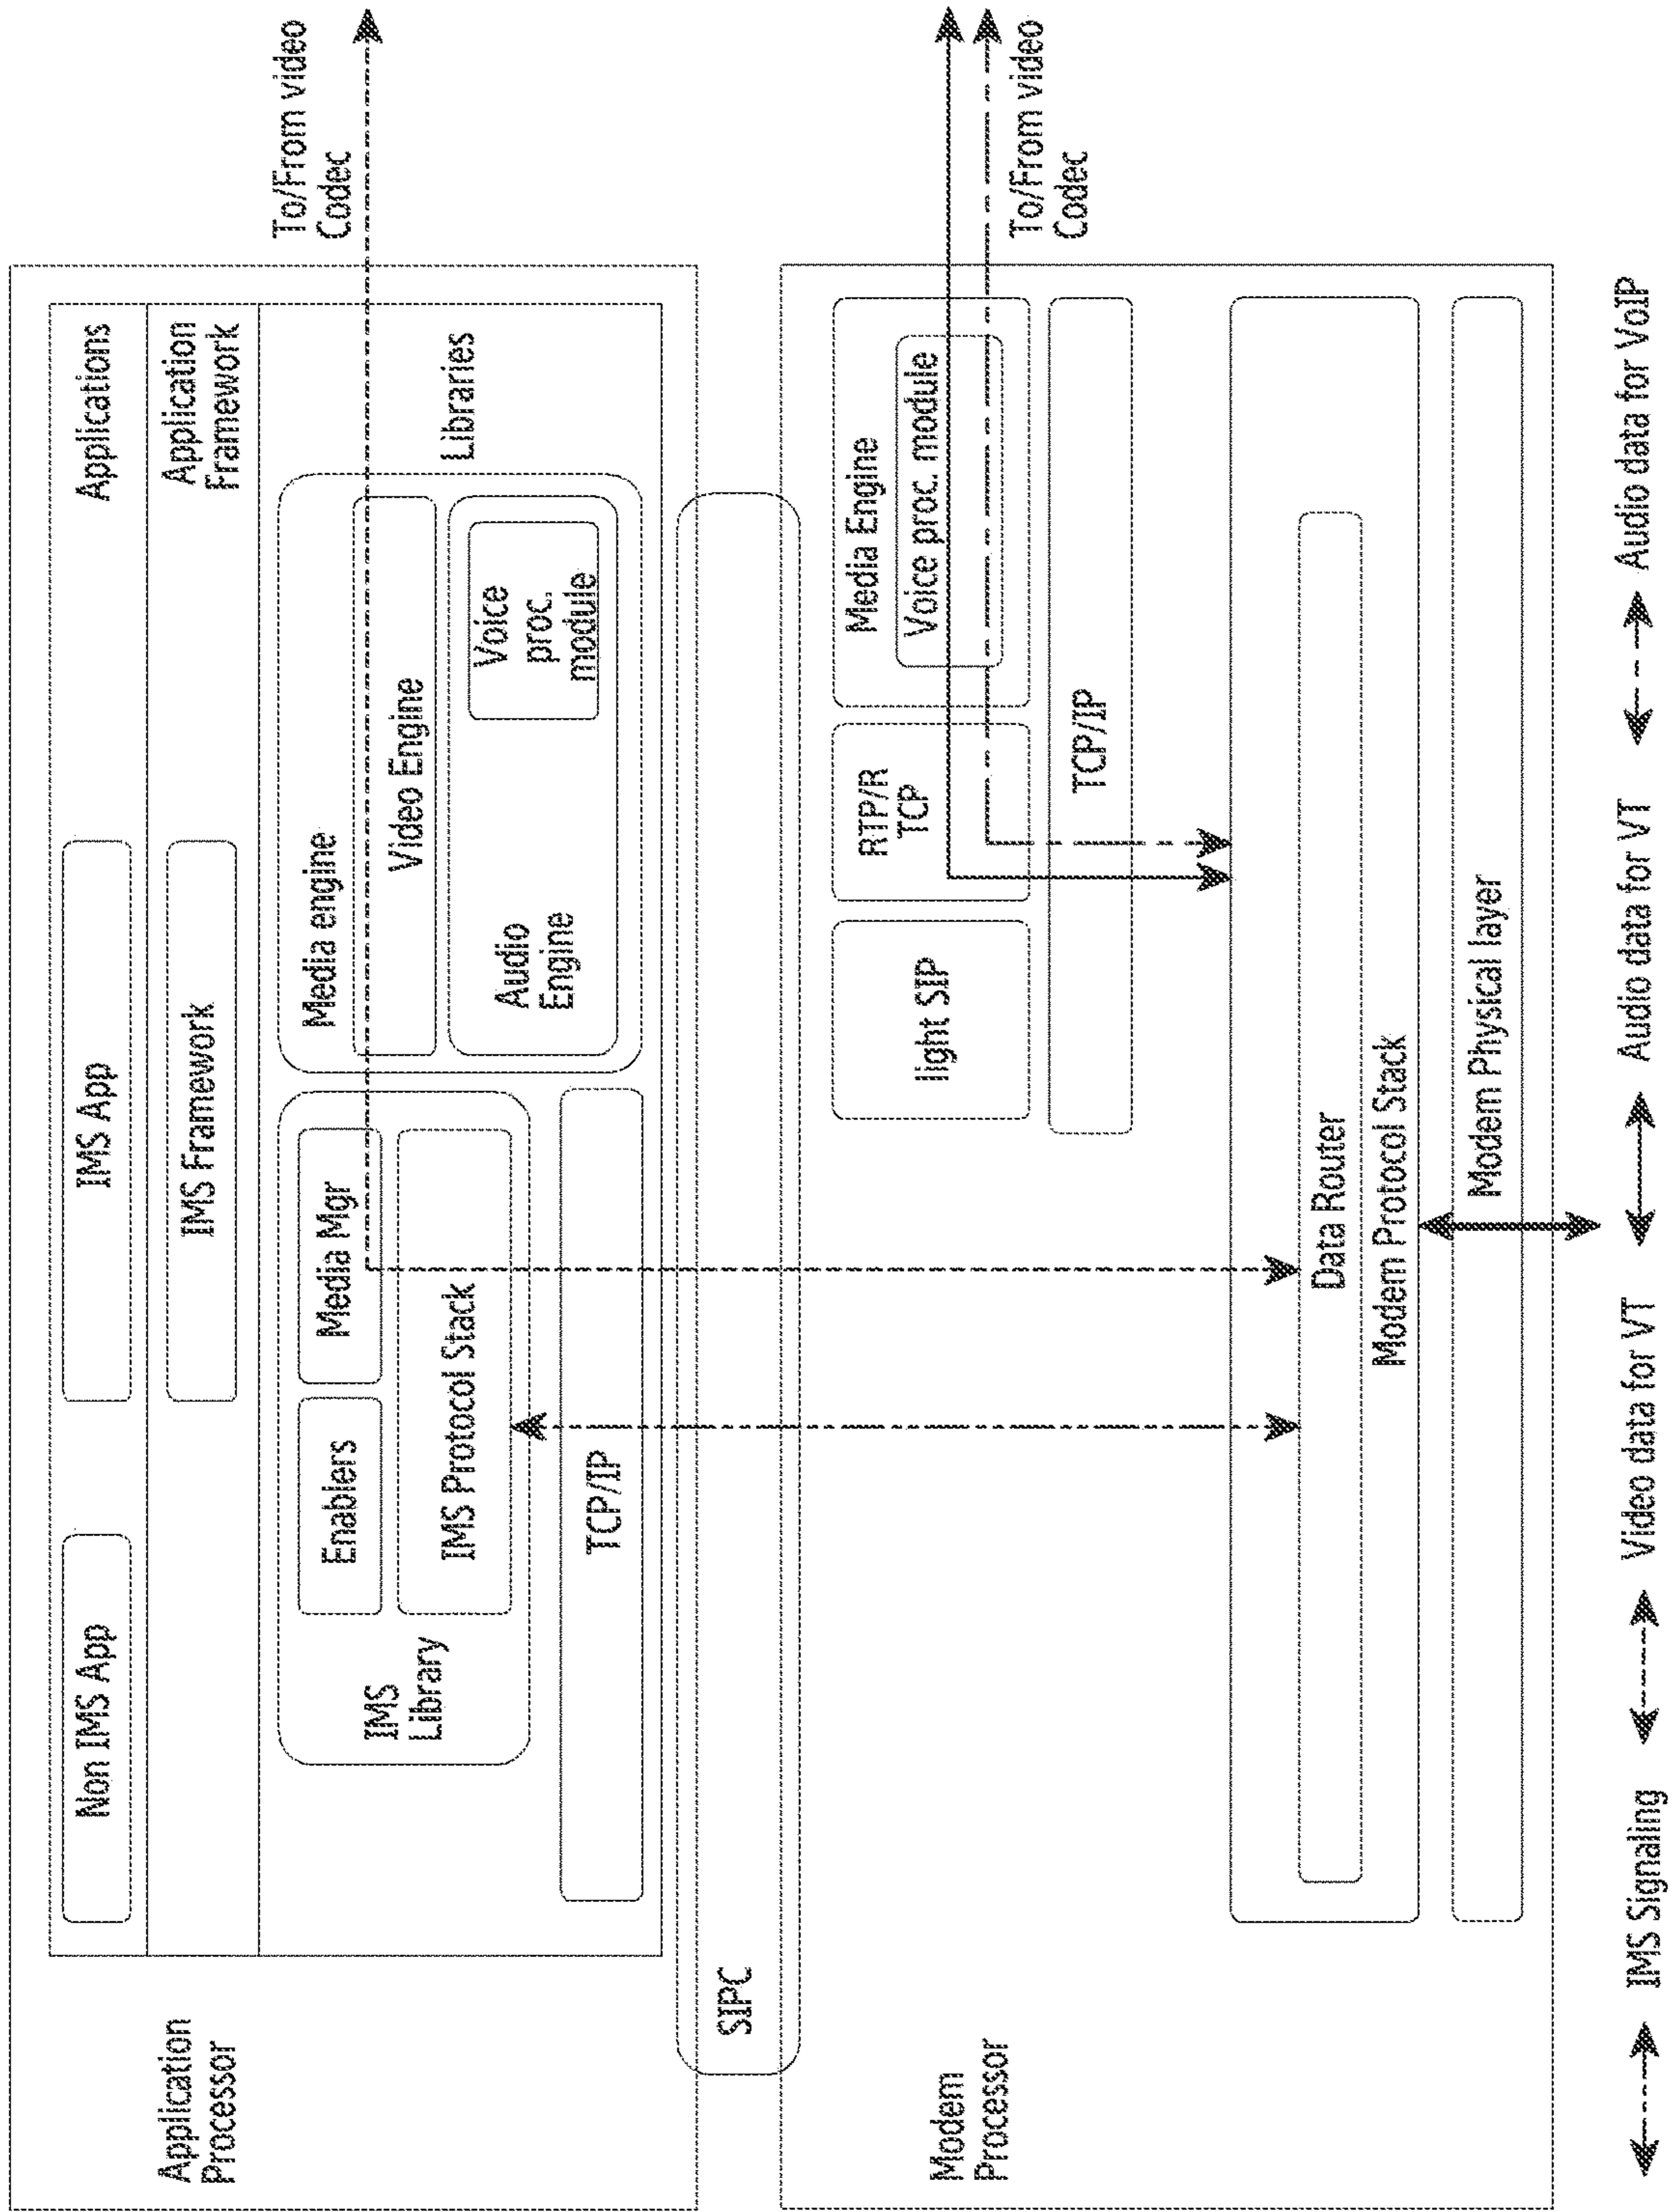 Application
Processor
Non IMS App
IMS App
Applications
IMS Framework
Application
Framework
IMS
Library
Enablers
Media Mgr
IMS Protocol Stack
TCP/IP
Media engine
Video Engine
Audio
Engine
Voice
proc.
module
Libraries
To/From video
Codec
SIPC
Modem
Processor
light SIP
RTP/R
TCP
Media Engine
Voice proc. module
TCP/IP
To/From video
Codec
Data Router
Modem Protocol Stack
Modem Physical layer
IMS Signaling
Video data for VT
Audio data for VT
Audio data for VoIP